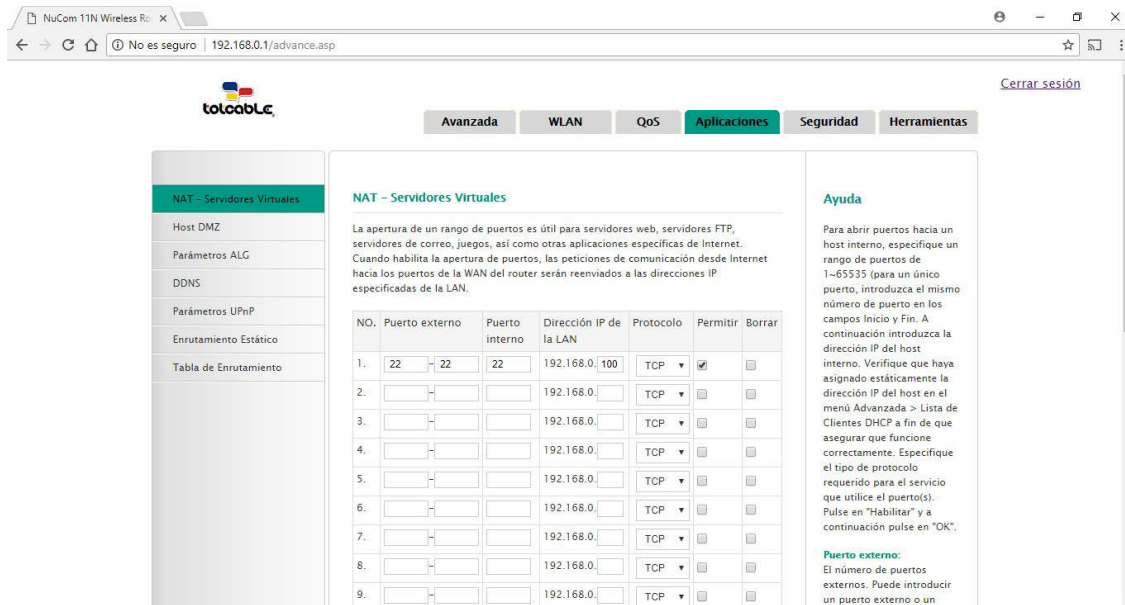 NuCom 11N Wireless Ro
No es seguro
192.168.0.1/advance.asp
Cerrar sesión
tolcable
Avanzada WLAN QoS Aplicaciones Seguridad Herramientas
NAT – Servidores Virtuales
Host DMZ
Parámetros ALG
DDNS
Parámetros UPnP
Enrutamiento Estático
Tabla de Enrutamiento
NAT – Servidores Virtuales
La apertura de un rango de puertos es útil para servidores web, servidores FTP,
servidores de correo, juegos, así como otras aplicaciones específicas de Internet.
Cuando habilita la apertura de puertos, las peticiones de comunicación desde Internet
hacia los puertos de la WAN del router serán reenviados a las direcciones IP
especificadas de la LAN.
NO. Puerto externo Puerto interno Dirección IP de la LAN Protocolo Permitir Borrar
1. 22 - 22 22 192.168.0. 100 TCP
2. - 192.168.0. TCP
3. - 192.168.0. TCP
4. - 192.168.0. TCP
5. - 192.168.0. TCP
6. - 192.168.0. TCP
7. - 192.168.0. TCP
8. - 192.168.0. TCP
9. - 192.168.0. TCP
Ayuda
Para abrir puertos hacia un
host interno, especifique un
rango de puertos de
1~65535 (para un único
puerto, introduzca el mismo
número de puerto en los
campos Inicio y Fin. A
continuación introduzca la
dirección IP del host
interno. Verifique que haya
asignado estáticamente la
dirección IP del host en el
menú Advanzada > Lista de
Clientes DHCP a fin de que
asegurar que funcione
correctamente. Especifique
el tipo de protocolo
requerido para el servicio
que utilice el puerto(s).
Pulse en "Habilitar" y a
continuación pulse en "OK".
Puerto externo:
El número de puertos
externos. Puede introducir
un puerto externo o un